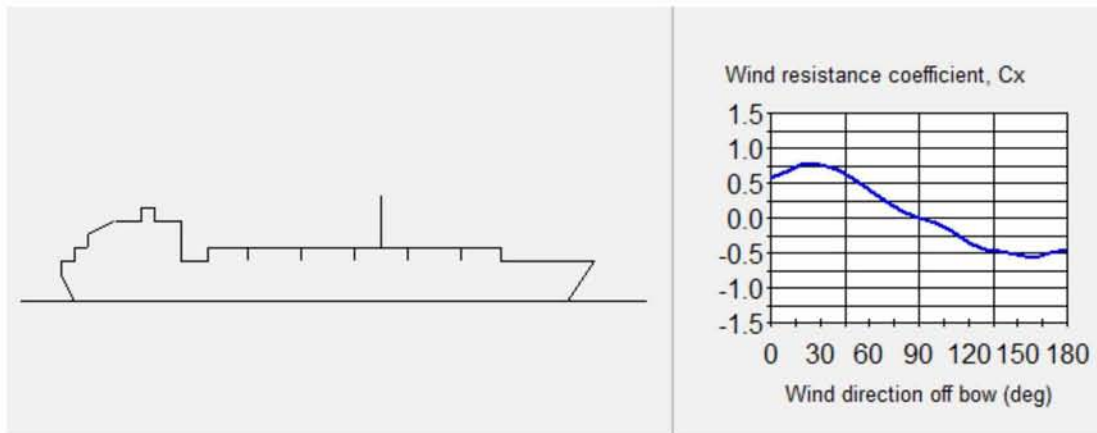 Wind resistance coefficient, Cx
1.5
1.0
0.5
0.0
-0.5
-1.0
-1.5
0 30 60 90 120 150 180
Wind direction off bow (deg)